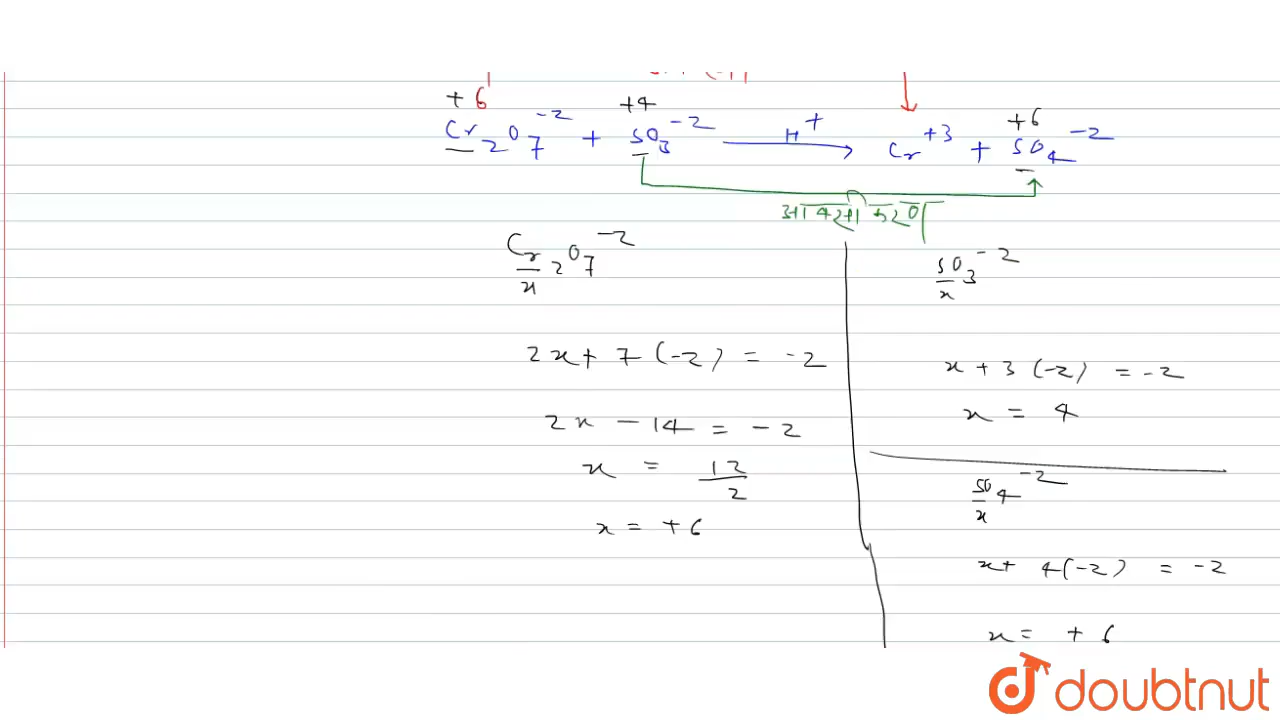 + 6 +4 +6
Cr2O7^-2 + SO3^-2 —H+→ Cr^+3 + SO4^-2
ऑक्सीकरण
Cr2O7^-2
x
2x + 7 (-2) = -2
2x - 14 = -2
x = 12/2
x = +6
SO3^-2
x
x + 3 (-2) = -2
x = 4
SO4^-2
x
x + 4(-2) = -2
x = + 6
doubtnut